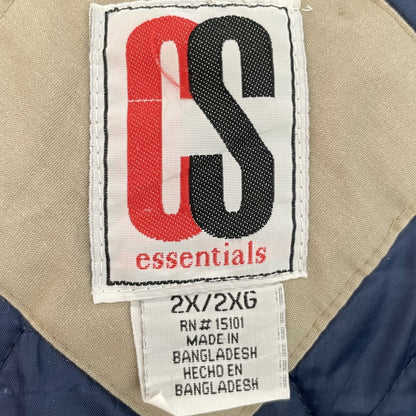 CS
essentials
2X/2XG
RN# 15101
MADE IN
BANGLADESH
HECHO EN
BANGLADESH